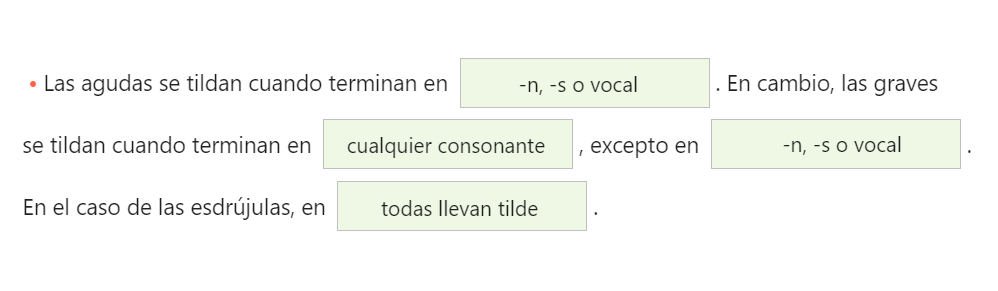 • Las agudas se tildan cuando terminan en -n, -s o vocal . En cambio, las graves
se tildan cuando terminan en cualquier consonante , excepto en -n, -s o vocal .
En el caso de las esdrújulas, en todas llevan tilde .